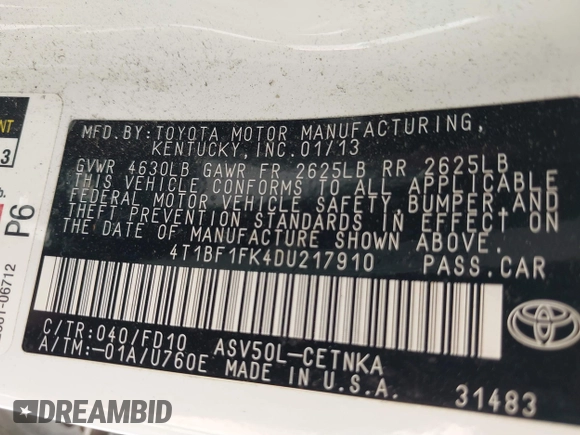 MFD.BY:TOYOTA MOTOR MANUFACTURING,
KENTUCKY,INC.01/13
GVWR 4630LB GAWR FR 2625LB RR 2625LB
THIS VEHICLE CONFORMS TO ALL APPLICABLE
FEDERAL MOTOR VEHICLE SAFETY, BUMPER AND
THEFT PREVENTION STANDARDS IN EFFECT ON
THE DATE OF MANUFACTURE SHOWN ABOVE.
4T1BF1FK4DU217910 PASS.CAR
C/TR:040/FD10 ASV50L-CETNKA
A/TM:-01A/U760E MADE IN U.S.A.
31483
TOYOTA
P6
3
DREAMBID